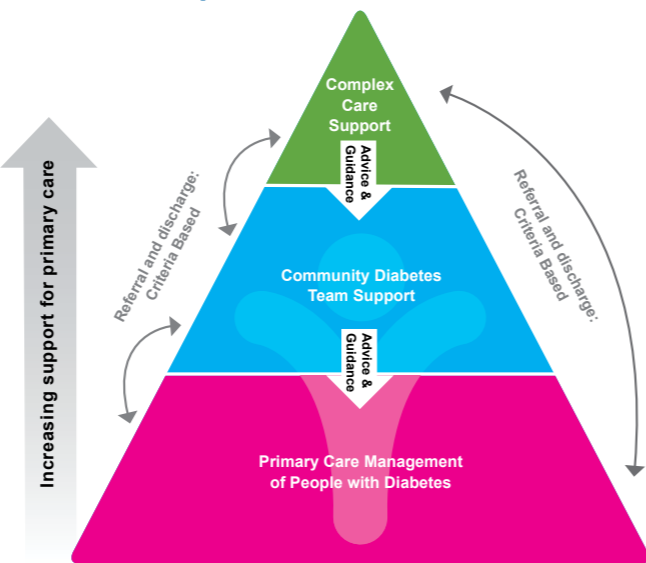 Complex
Care
Support
Advice &
Guidance
Referral and discharge:
Criteria Based
Referral and discharge:
Criteria Based
Increasing support for primary care
Community Diabetes
Team Support
Advice &
Guidance
Primary Care Management
of People with Diabetes